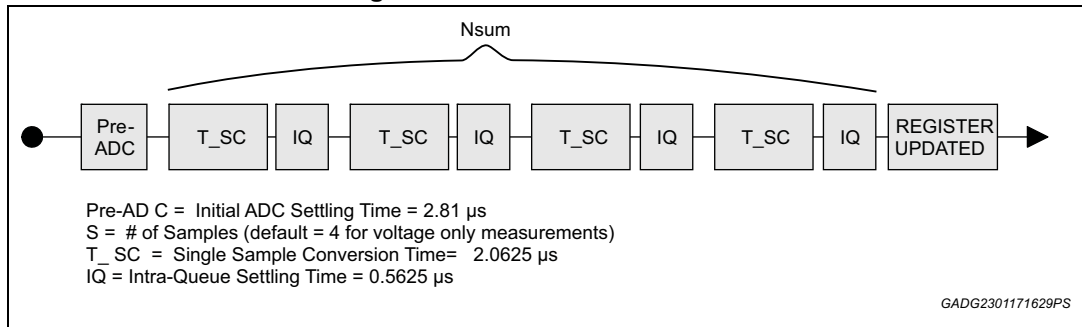 Nsum
Pre-
ADC
T_SC
IQ
T_SC
IQ
T_SC
IQ
T_SC
IQ
REGISTER
UPDATED
Pre-AD C = Initial ADC Settling Time = 2.81 µs
S = # of Samples (default = 4 for voltage only measurements)
T_ SC = Single Sample Conversion Time= 2.0625 µs
IQ = Intra-Queue Settling Time = 0.5625 µs
GADG2301171629PS